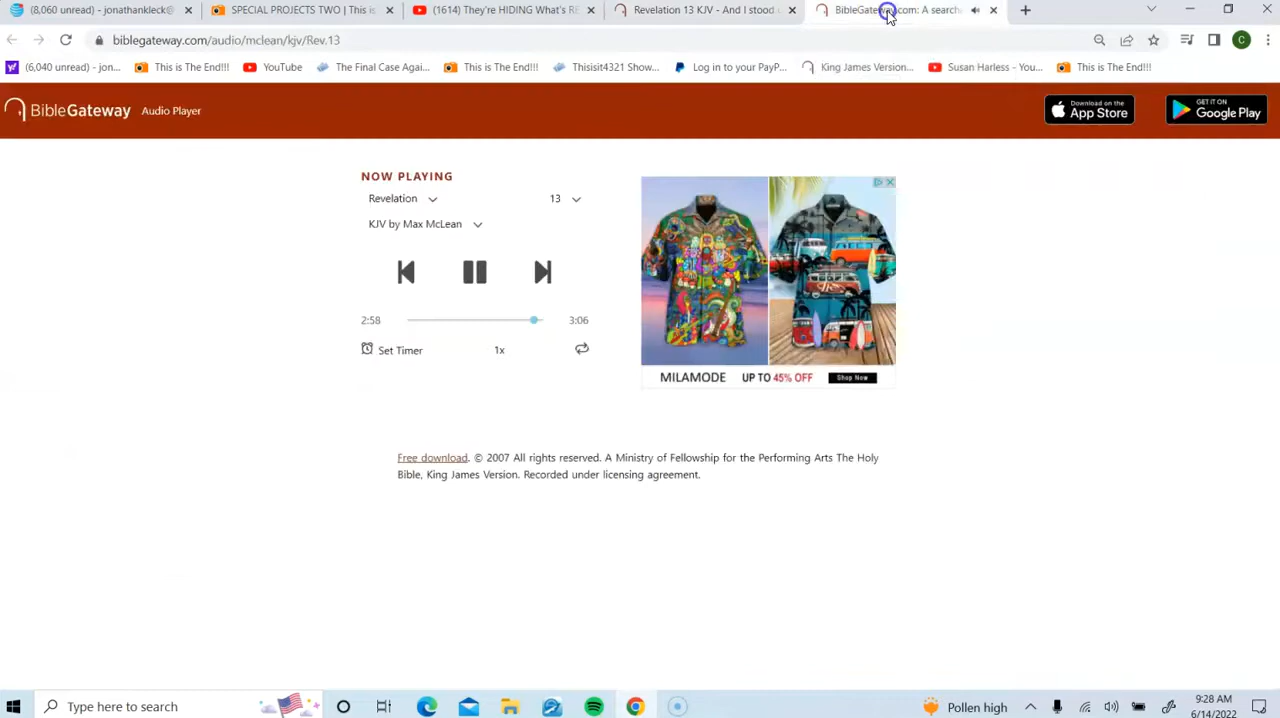 (8,060 unread) - jonathankleck@
SPECIAL PROJECTS TWO | This is
(1614) They're HIDING What's RE
Revelation 13 KJV - And I stood u
BibleGateway.com: A search
biblegateway.com/audio/mclean/kjv/Rev.13
C
(6,040 unread) - jon...
This is The End!!!
YouTube
The Final Case Agai...
This is The End!!!
Thisisit4321 Show...
Log in to your PayP...
King James Version...
Susan Harless - You...
This is The End!!!
BibleGateway Audio Player
Download on the
App Store
GET IT ON
Google Play
NOW PLAYING
Revelation 13
KJV by Max McLean
2:58 3:06
Set Timer 1x
MILAMODE UP TO 45% OFF Shop Now
Free download. © 2007 All rights reserved. A Ministry of Fellowship for the Performing Arts The Holy
Bible, King James Version. Recorded under licensing agreement.
Type here to search
Pollen high
9:28 AM
6/14/2022